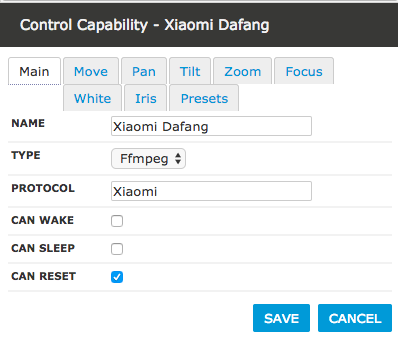 Control Capability - Xiaomi Dafang
Main Move Pan Tilt Zoom Focus
White Iris Presets
NAME Xiaomi Dafang
TYPE Ffmpeg
PROTOCOL Xiaomi
CAN WAKE
CAN SLEEP
CAN RESET
SAVE CANCEL